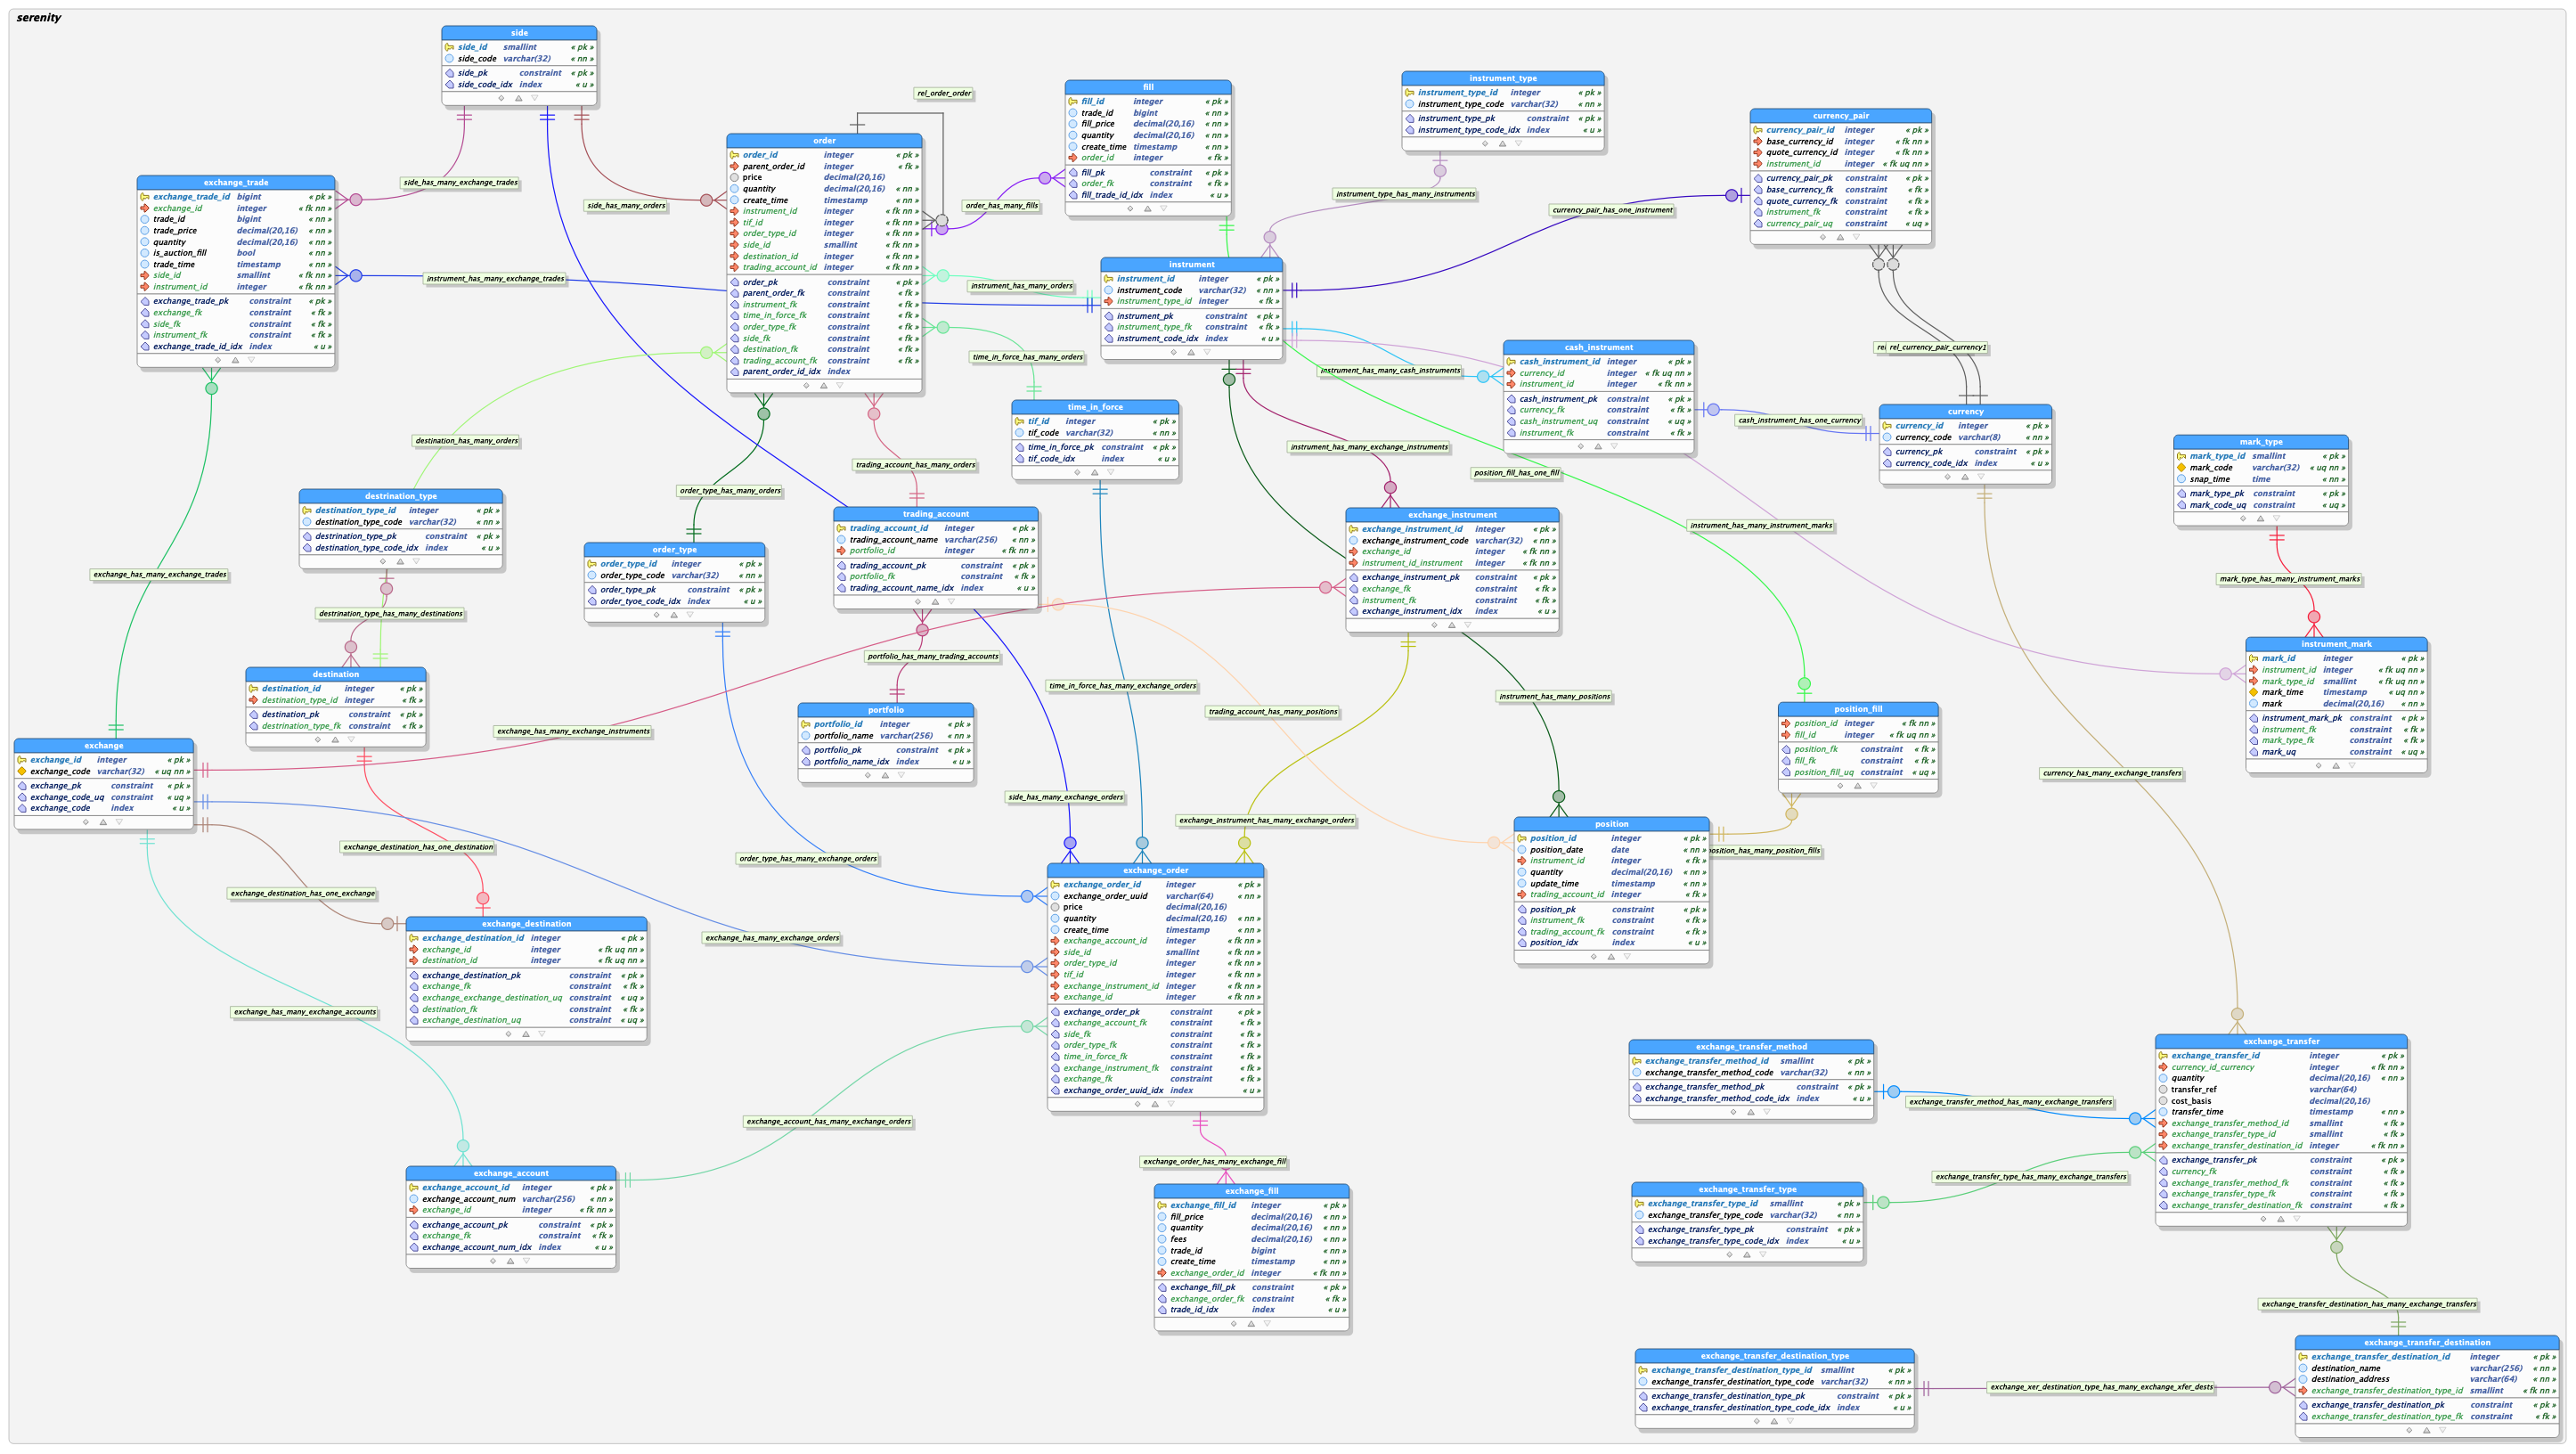 serenity
side
side_id smallint « pk »
side_code varchar(32) « nn »
side_pk constraint « pk »
side_code_idx index « u »
instrument_type
instrument_type_id integer « pk »
instrument_type_code varchar(32) « nn »
instrument_type_pk constraint « pk »
instrument_type_code_idx index « u »
fill
fill_id integer « pk »
trade_id bigint « nn »
fill_price decimal(20,16) « nn »
quantity decimal(20,16) « nn »
create_time timestamp « nn »
order_id integer « fk »
fill_pk constraint « pk »
order_fk constraint « fk »
fill_trade_id_idx index « u »
rel_order_order
currency_pair
currency_pair_id integer « pk »
base_currency_id integer « fk nn »
quote_currency_id integer « fk nn »
instrument_id integer « fk uq nn »
currency_pair_pk constraint « pk »
base_currency_fk constraint « fk »
quote_currency_fk constraint « fk »
instrument_fk constraint « fk »
currency_pair_uq constraint « uq »
order
order_id integer « pk »
parent_order_id integer « fk »
price decimal(20,16)
quantity decimal(20,16) « nn »
create_time timestamp « nn »
instrument_id integer « fk nn »
tif_id integer « fk nn »
order_type_id integer « fk nn »
side_id smallint « fk nn »
destination_id integer « fk nn »
trading_account_id integer « fk nn »
order_pk constraint « pk »
parent_order_fk constraint « fk »
instrument_fk constraint « fk »
time_in_force_fk constraint « fk »
order_type_fk constraint « fk »
side_fk constraint « fk »
destination_fk constraint « fk »
trading_account_fk constraint « fk »
parent_order_id_idx index
exchange_trade
exchange_trade_id bigint « pk »
exchange_id integer « fk nn »
trade_id bigint « nn »
trade_price decimal(20,16) « nn »
quantity decimal(20,16) « nn »
is_auction_fill bool « nn »
trade_time timestamp « nn »
side_id smallint « fk nn »
instrument_id integer « fk nn »
exchange_trade_pk constraint « pk »
exchange_fk constraint « fk »
side_fk constraint « fk »
instrument_fk constraint « fk »
exchange_trade_id_idx index « u »
side_has_many_exchange_trades
side_has_many_orders
order_has_many_fills
instrument_type_has_many_instruments
currency_pair_has_one_instrument
instrument_has_many_exchange_trades
instrument_has_many_orders
instrument
instrument_id integer « pk »
instrument_code varchar(32) « nn »
instrument_type_id integer « fk »
instrument_pk constraint « pk »
instrument_type_fk constraint « fk »
instrument_code_idx index « u »
time_in_force_has_many_orders
instrument_has_many_cash_instruments
rel_currency_pair_currency1
cash_instrument
cash_instrument_id integer « pk »
currency_id integer « fk uq nn »
instrument_id integer « fk nn »
cash_instrument_pk constraint « pk »
currency_fk constraint « fk »
cash_instrument_uq constraint « uq »
instrument_fk constraint « fk »
cash_instrument_has_one_currency
currency
currency_id integer « pk »
currency_code varchar(8) « nn »
currency_pk constraint « pk »
currency_code_idx index « u »
time_in_force
tif_id integer « pk »
tif_code varchar(32) « nn »
time_in_force_pk constraint « pk »
tif_code_idx index « u »
destination_has_many_orders
trading_account_has_many_orders
order_type_has_many_orders
instrument_has_many_exchange_instruments
position_fill_has_one_fill
instrument_has_many_instrument_marks
mark_type
mark_type_id smallint « pk »
mark_code varchar(32) « uq nn »
snap_time time « nn »
mark_type_pk constraint « pk »
mark_code_uq constraint « uq »
destrination_type
destination_type_id integer « pk »
destination_type_code varchar(32) « nn »
destination_type_pk constraint « pk »
destination_type_code_idx index « u »
trading_account
trading_account_id integer « pk »
trading_account_name varchar(256) « nn »
portfolio_id integer « fk nn »
trading_account_pk constraint « pk »
portfolio_fk constraint « fk »
trading_account_name_idx index « u »
exchange_instrument
exchange_instrument_id integer « pk »
exchange_instrument_code varchar(32) « nn »
exchange_id integer « fk nn »
instrument_id_instrument integer « fk nn »
exchange_instrument_pk constraint « pk »
exchange_fk constraint « fk »
instrument_fk constraint « fk »
exchange_instrument_idx index « u »
order_type
order_type_id integer « pk »
order_type_code varchar(32) « nn »
order_type_pk constraint « pk »
order_tyoe_code_idx index « u »
exchange_has_many_exchange_trades
mark_type_has_many_instrument_marks
destrination_type_has_many_destinations
portfolio_has_many_trading_accounts
instrument_mark
mark_id integer « pk »
instrument_id integer « fk uq nn »
mark_type_id smallint « fk uq nn »
mark_time timestamp « uq nn »
mark decimal(20,16) « nn »
instrument_mark_pk constraint « pk »
instrument_fk constraint « fk »
mark_type_fk constraint « fk »
mark_uq constraint « uq »
destination
destination_id integer « pk »
destination_type_id integer « fk »
destination_pk constraint « pk »
destrination_type_fk constraint « fk »
time_in_force_has_many_exchange_orders
instrument_has_many_positions
trading_account_has_many_positions
portfolio
portfolio_id integer « pk »
portfolio_name varchar(256) « nn »
portfolio_pk constraint « pk »
portfolio_name_idx index « u »
position_fill
position_id integer « fk nn »
fill_id integer « fk uq nn »
position_fk constraint « fk »
fill_fk constraint « fk »
position_fill_uq constraint « uq »
exchange_has_many_exchange_instruments
exchange
exchange_id integer « pk »
exchange_code varchar(32) « uq nn »
exchange_pk constraint « pk »
exchange_code_uq constraint « uq »
exchange_code index « u »
currency_has_many_exchange_transfers
side_has_many_exchange_orders
exchange_instrument_has_many_exchange_orders
position
position_id integer « pk »
position_date date « nn »
instrument_id integer « fk »
quantity decimal(20,16) « nn »
update_time timestamp « nn »
trading_account_id integer « fk »
position_pk constraint « pk »
instrument_fk constraint « fk »
trading_account_fk constraint « fk »
position_idx index « u »
position_has_many_position_fills
exchange_destination_has_one_destination
order_type_has_many_exchange_orders
exchange_destination_has_one_exchange
exchange_order
exchange_order_id integer « pk »
exchange_order_uuid varchar(64) « nn »
price decimal(20,16)
quantity decimal(20,16) « nn »
create_time timestamp « nn »
exchange_account_id integer « fk nn »
side_id smallint « fk nn »
order_type_id integer « fk nn »
tif_id integer « fk nn »
exchange_instrument_id integer « fk nn »
exchange_id integer « fk nn »
exchange_order_pk constraint « pk »
exchange_account_fk constraint « fk »
side_fk constraint « fk »
order_type_fk constraint « fk »
time_in_force_fk constraint « fk »
exchange_instrument_fk constraint « fk »
exchange_fk constraint « fk »
exchange_order_uuid_idx index « u »
exchange_destination
exchange_destination_id integer « pk »
exchange_id integer « fk uq nn »
destination_id integer « fk uq nn »
exchange_destination_pk constraint « pk »
exchange_fk constraint « fk »
exchange_exchange_destination_uq constraint « uq »
destination_fk constraint « fk »
exchange_destination_uq constraint « uq »
exchange_has_many_exchange_orders
exchange_has_many_exchange_accounts
exchange_transfer_method
exchange_transfer_method_id smallint « pk »
exchange_transfer_method_code varchar(32) « nn »
exchange_transfer_method_pk constraint « pk »
exchange_transfer_method_code_idx index « u »
exchange_transfer
exchange_transfer_id integer « pk »
currency_id_currency integer « fk nn »
quantity decimal(20,16) « nn »
transfer_ref varchar(64)
cost_basis decimal(20,16)
transfer_time timestamp « nn »
exchange_transfer_method_id smallint « fk »
exchange_transfer_type_id smallint « fk »
exchange_transfer_destination_id integer « fk nn »
exchange_transfer_pk constraint « pk »
currency_fk constraint « fk »
exchange_transfer_method_fk constraint « fk »
exchange_transfer_type_fk constraint « fk »
exchange_transfer_destination_fk constraint « fk »
exchange_transfer_method_has_many_exchange_transfers
exchange_account_has_many_exchange_orders
exchange_order_has_many_exchange_fill
exchange_transfer_type_has_many_exchange_transfers
exchange_account
exchange_account_id integer « pk »
exchange_account_num varchar(256) « nn »
exchange_id integer « fk nn »
exchange_account_pk constraint « pk »
exchange_fk constraint « fk »
exchange_account_num_idx index « u »
exchange_fill
exchange_fill_id integer « pk »
fill_price decimal(20,16) « nn »
quantity decimal(20,16) « nn »
fees decimal(20,16) « nn »
trade_id bigint « nn »
create_time timestamp « nn »
exchange_order_id integer « fk nn »
exchange_fill_pk constraint « pk »
exchange_order_fk constraint « fk »
trade_id_idx index « u »
exchange_transfer_type
exchange_transfer_type_id smallint « pk »
exchange_transfer_type_code varchar(32) « nn »
exchange_transfer_type_pk constraint « pk »
exchange_transfer_type_code_idx index « u »
exchange_transfer_destination_has_many_exchange_transfers
exchange_transfer_destination_type
exchange_transfer_destination_type_id smallint « pk »
exchange_transfer_destination_type_code varchar(32) « nn »
exchange_transfer_destination_type_pk constraint « pk »
exchange_transfer_destination_type_code_idx index « u »
exchange_xer_destination_type_has_many_exchange_xfer_dests
exchange_transfer_destination
exchange_transfer_destination_id integer « pk »
destination_name varchar(256) « nn »
destination_address varchar(64) « nn »
exchange_transfer_destination_type_id smallint « fk nn »
exchange_transfer_destination_pk constraint « pk »
exchange_transfer_destination_type_fk constraint « fk »